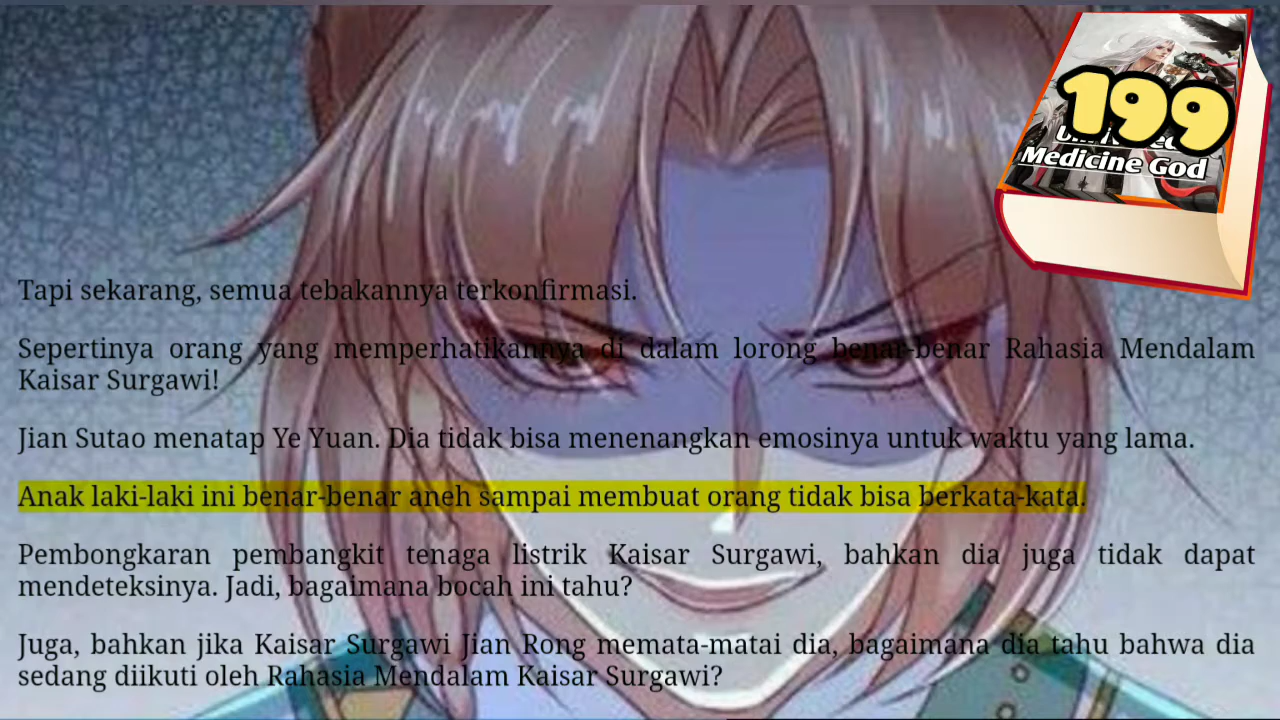 199
Medicine God
Tapi sekarang, semua tebakannya terkonfirmasi.
Sepertinya orang yang memperhatikannya di dalam lorong benar-benar Rahasia Mendalam
Kaisar Surgawi!
Jian Sutao menatap Ye Yuan. Dia tidak bisa menenangkan emosinya untuk waktu yang lama.
Anak laki-laki ini benar-benar aneh sampai membuat orang tidak bisa berkata-kata.
Pembongkaran pembangkit tenaga listrik Kaisar Surgawi, bahkan dia juga tidak dapat
mendeteksinya. Jadi, bagaimana bocah ini tahu?
Juga, bahkan jika Kaisar Surgawi Jian Rong memata-matai dia, bagaimana dia tahu bahwa dia
sedang diikuti oleh Rahasia Mendalam Kaisar Surgawi?